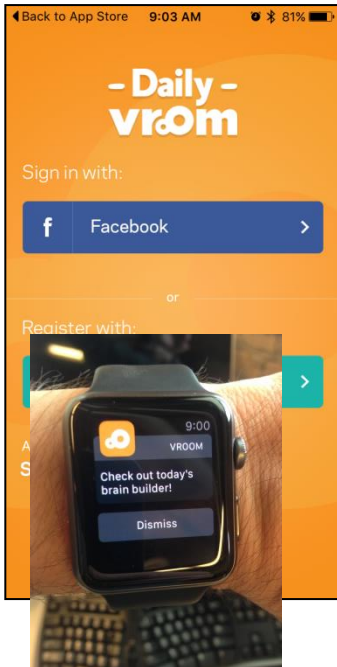 Back to App Store 9:03 AM 81%
- Daily -
vroom
Sign in with:
f Facebook
or
Register with:
A
S
9:00
VROOM
Check out today's
brain builder!
Dismiss